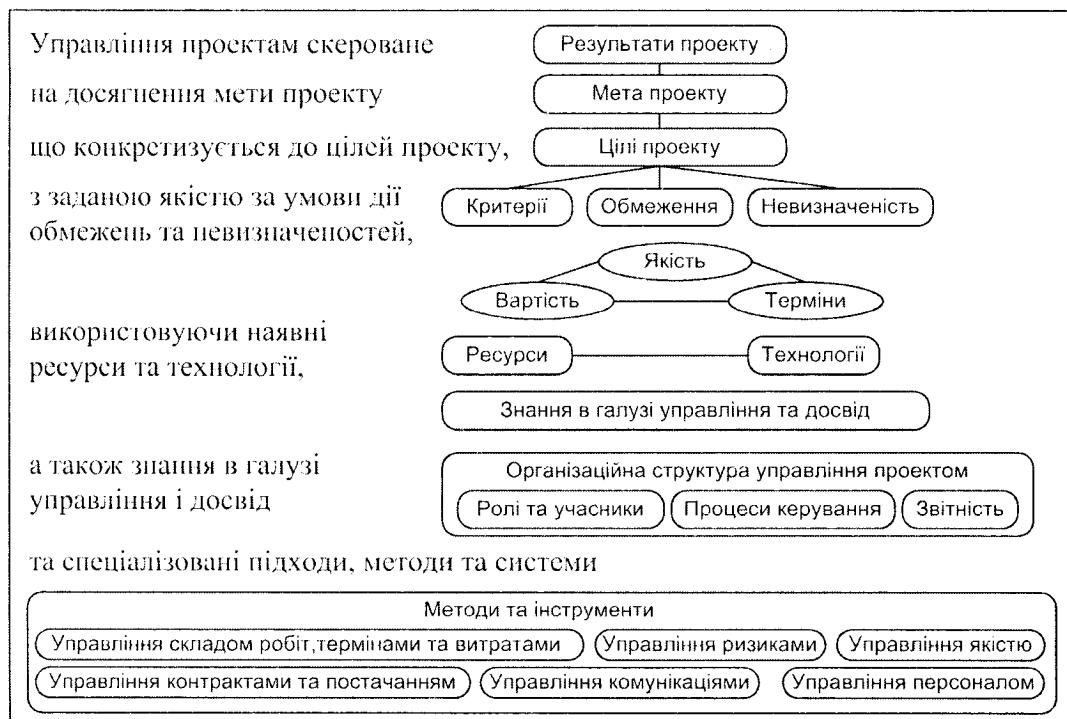 Управління проектам скероване
Результати проекту
на досягнення мети проекту
Мета проекту
що конкретизується до цілей проекту,
Цілі проекту
з заданою якістю за умови дії
обмежень та невизначеностей,
Критерії
Обмеження
Невизначеність
Якість
Вартість
Терміни
використовуючи наявні
ресурси та технології,
Ресурси
Технології
Знання в галузі управління та досвід
а також знання в галузі
управління і досвід
Організаційна структура управління проектом
Ролі та учасники
Процеси керування
Звітність
та спеціалізовані підходи, методи та системи
Методи та інструменти
Управління складом робіт,термінами та витратами
Управління ризиками
Управління якістю
Управління контрактами та постачанням
Управління комунікаціями
Управління персоналом